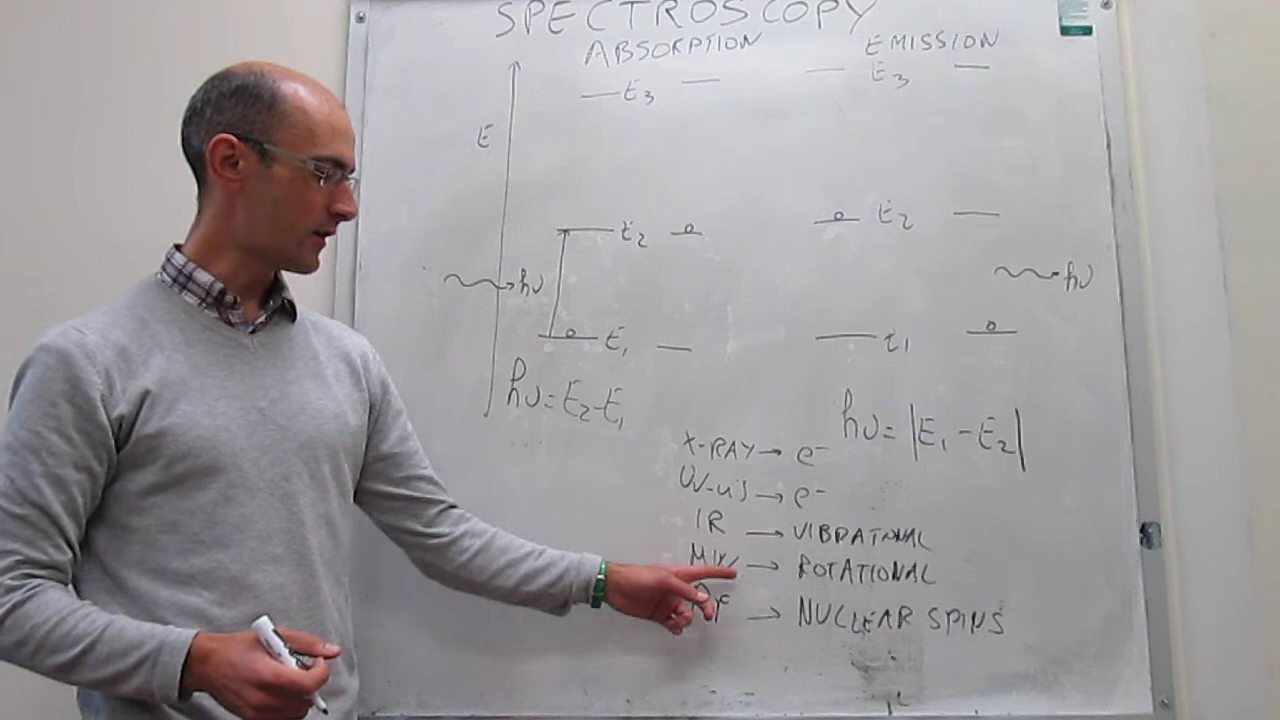 SPECTROSCOPY
ABSORPTION
EMISSION
E
E3
E3
E2
E2
hν
hν
E1
E1
hν=E2-E1
hν=|E1-E2|
X-RAY→e-
UV-vis→e-
IR→VIBRATIONAL
MW→ROTATIONAL
RF→NUCLEAR SPINS